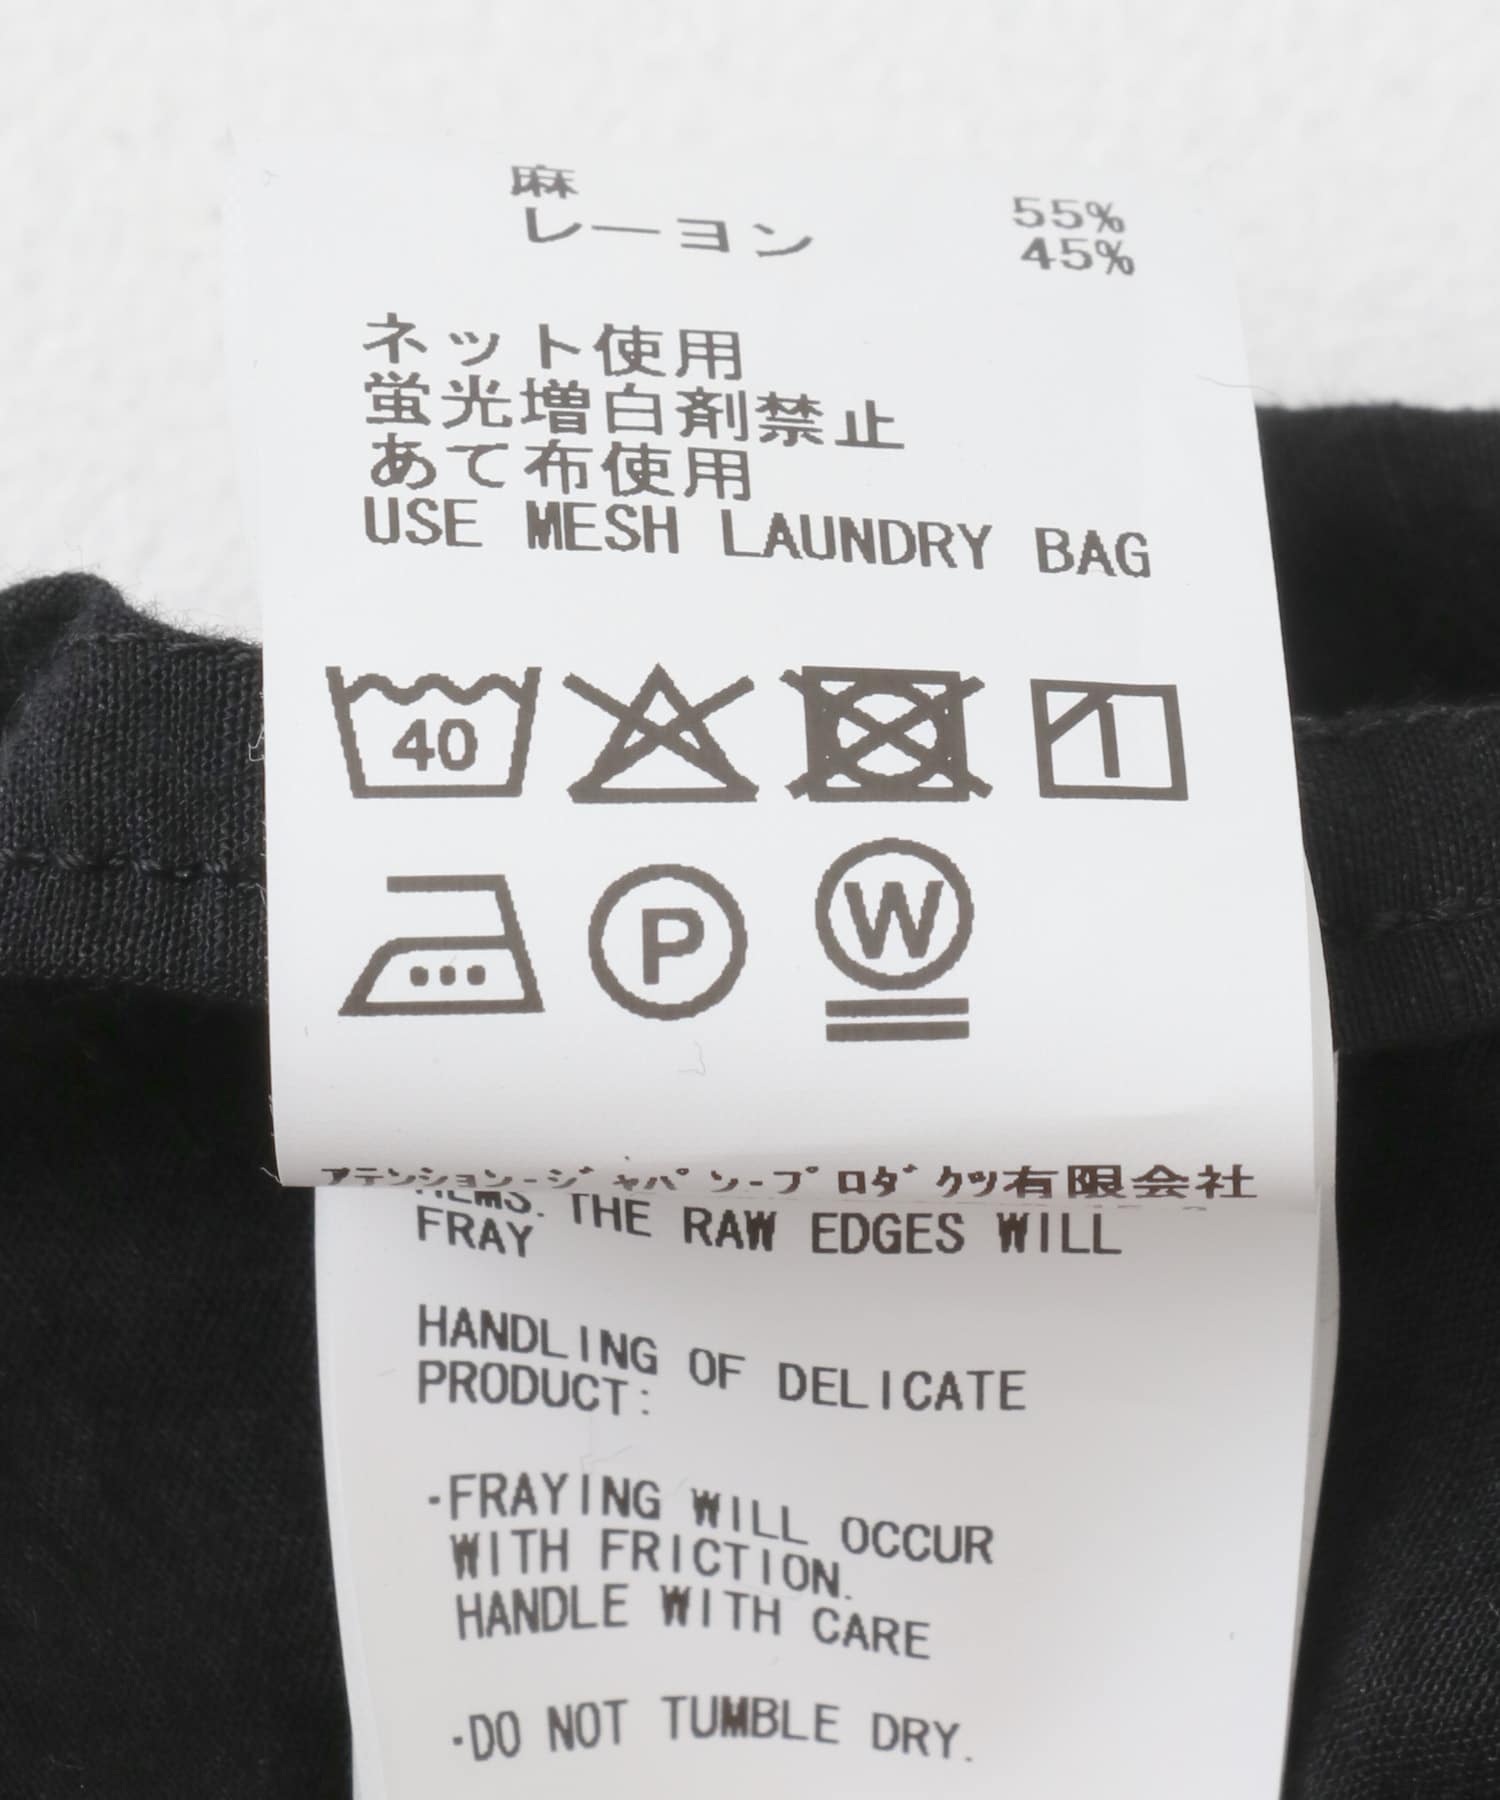 麻 55%
レーヨン 45%
ネット使用
蛍光増白剤禁止
あて布使用
USE MESH LAUNDRY BAG
40
1
P
W
アテンション・ジャパン・プロダクツ有限会社
HEMS. THE RAW EDGES WILL
FRAY
HANDLING OF DELICATE
PRODUCT:
-FRAYING WILL OCCUR
WITH FRICTION.
HANDLE WITH CARE
-DO NOT TUMBLE DRY.